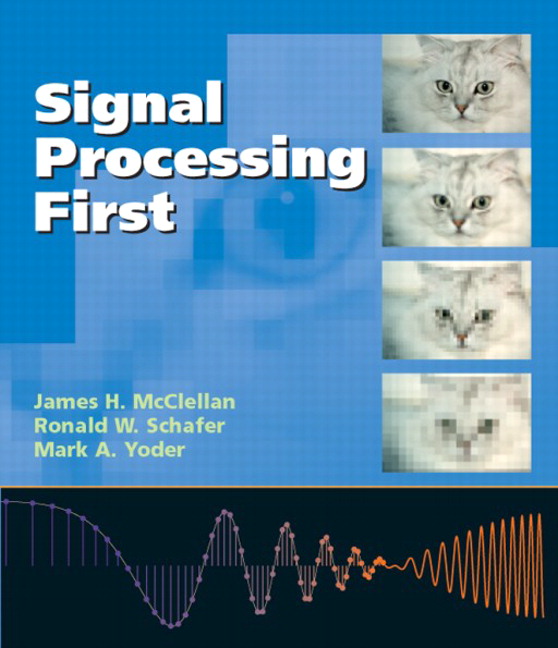 Signal
Processing
First
James H. McClellan
Ronald W. Schafer
Mark A. Yoder